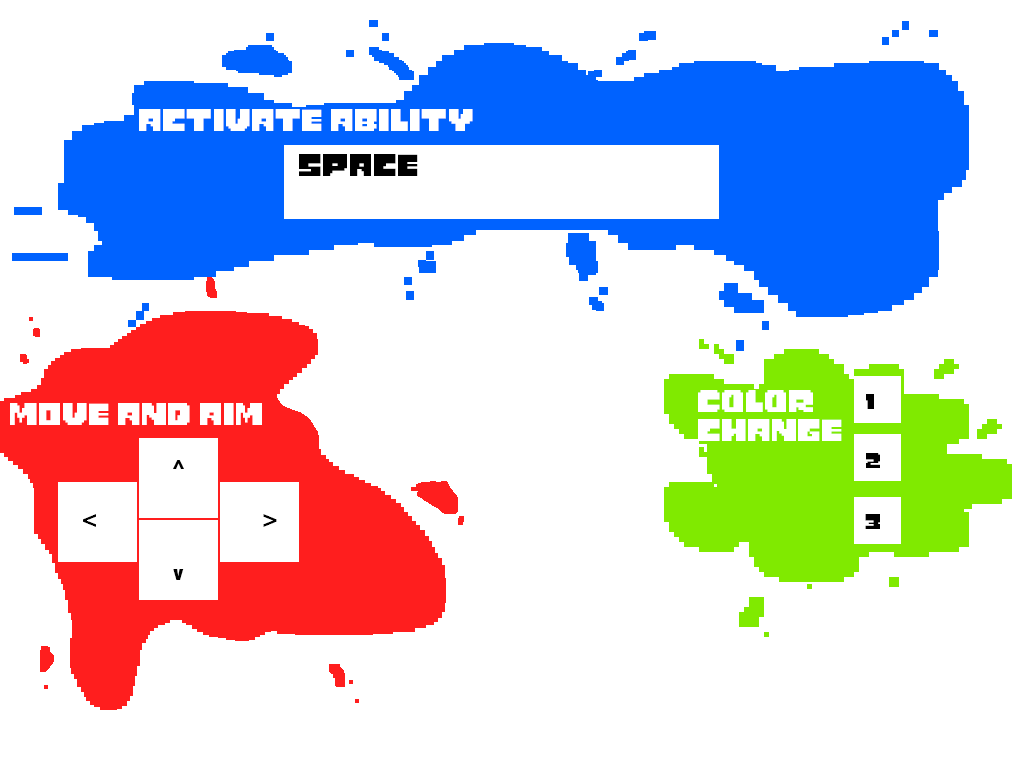 ACTIVATE ABILITY
SPACE
MOVE AND AIM
^
<
>
v
COLOR
CHANGE
1
2
3